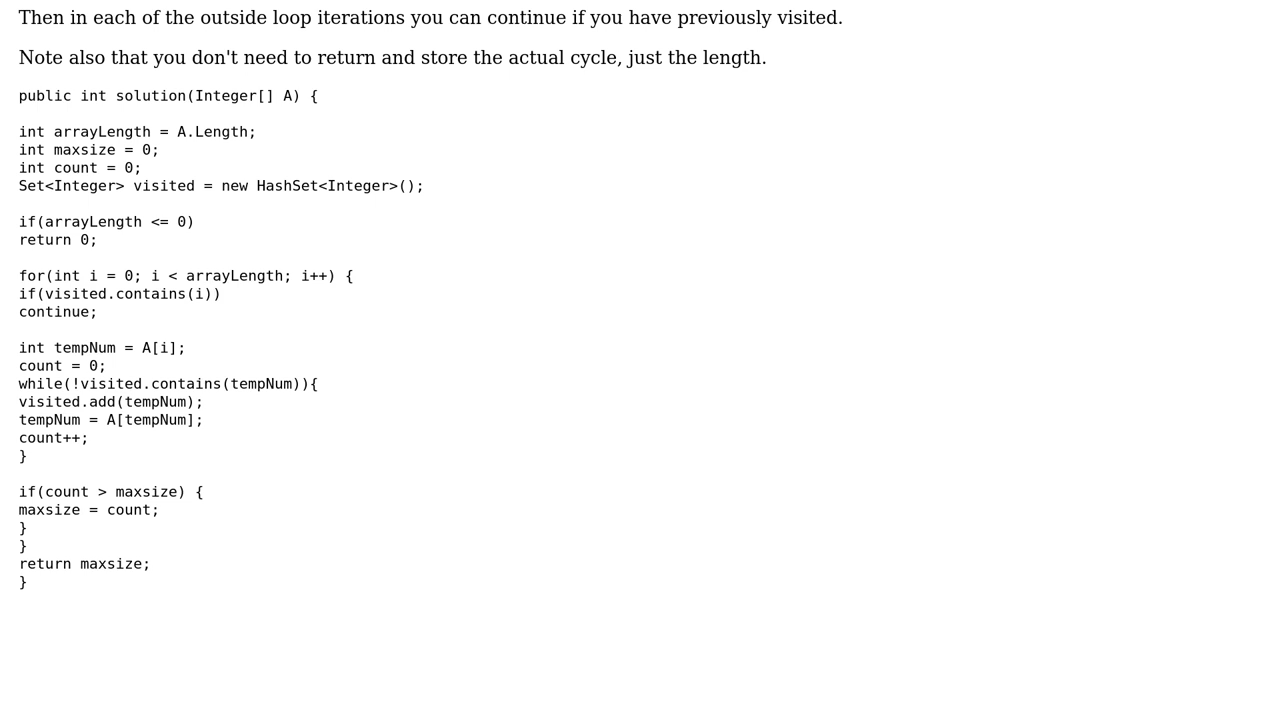 Then in each of the outside loop iterations you can continue if you have previously visited.
Note also that you don't need to return and store the actual cycle, just the length.
public int solution(Integer[] A) {
int arrayLength = A.Length;
int maxsize = 0;
int count = 0;
Set<Integer> visited = new HashSet<Integer>();
if(arrayLength <= 0)
return 0;
for(int i = 0; i < arrayLength; i++) {
if(visited.contains(i))
continue;
int tempNum = A[i];
count = 0;
while(!visited.contains(tempNum)){
visited.add(tempNum);
tempNum = A[tempNum];
count++;
}
if(count > maxsize) {
maxsize = count;
}
}
return maxsize;
}